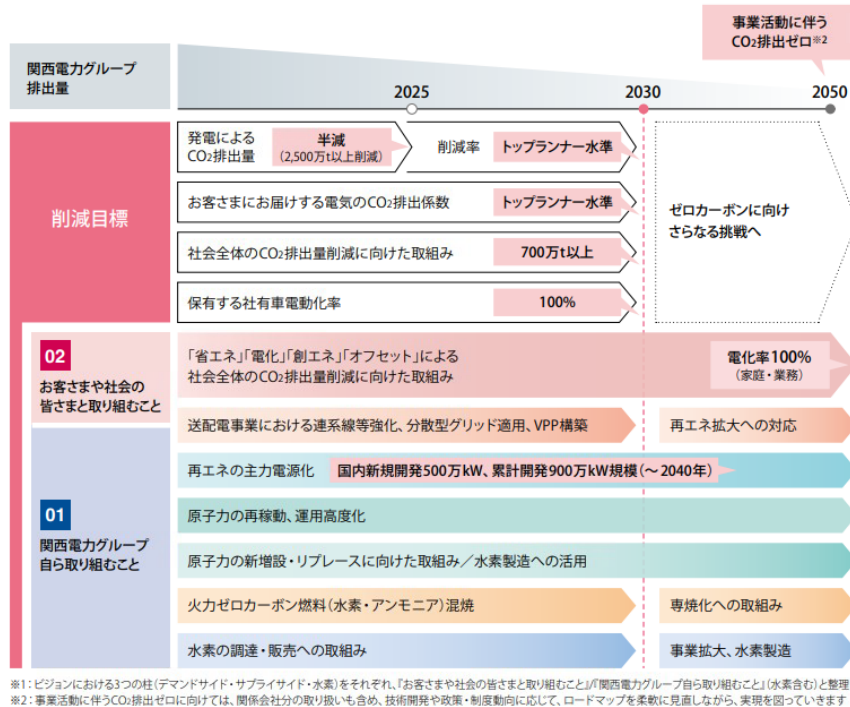 事業活動に伴う
CO₂排出ゼロ※2
関西電力グループ
排出量
2025
2030
2050
削減目標
発電による
CO₂排出量
半減
(2,500万t以上削減)
削減率
トップランナー水準
お客さまにお届けする電気のCO₂排出係数
トップランナー水準
社会全体のCO₂排出量削減に向けた取組み
700万t以上
保有する社有車電動化率
100%
ゼロカーボンに向け
さらなる挑戦へ
02
お客さまや社会の
皆さまと取り組むこと
「省エネ」「電化」「創エネ」「オフセット」による
社会全体のCO₂排出量削減に向けた取組み
電化率100%
(家庭・業務)
送配電事業における連系線等強化、分散型グリッド適用、VPP構築
再エネ拡大への対応
01
関西電力グループ
自ら取り組むこと
再エネの主力電源化
国内新規開発500万kW、累計開発900万kW規模(～2040年)
原子力の再稼動、運用高度化
原子力の新増設・リプレースに向けた取組み／水素製造への活用
火力ゼロカーボン燃料(水素・アンモニア)混焼
専焼化への取組み
水素の調達・販売への取組み
事業拡大、水素製造
※1：ビジョンにおける3つの柱(デマンドサイド・サプライサイド・水素)をそれぞれ、『お客さまや社会の皆さまと取り組むこと』『関西電力グループ自ら取り組むこと』(水素含む)と整理
※2：事業活動に伴うCO₂排出ゼロに向けては、関係会社分の取り扱いも含め、技術開発や政策・制度動向に応じて、ロードマップを柔軟に見直しながら、実現を図っていきます